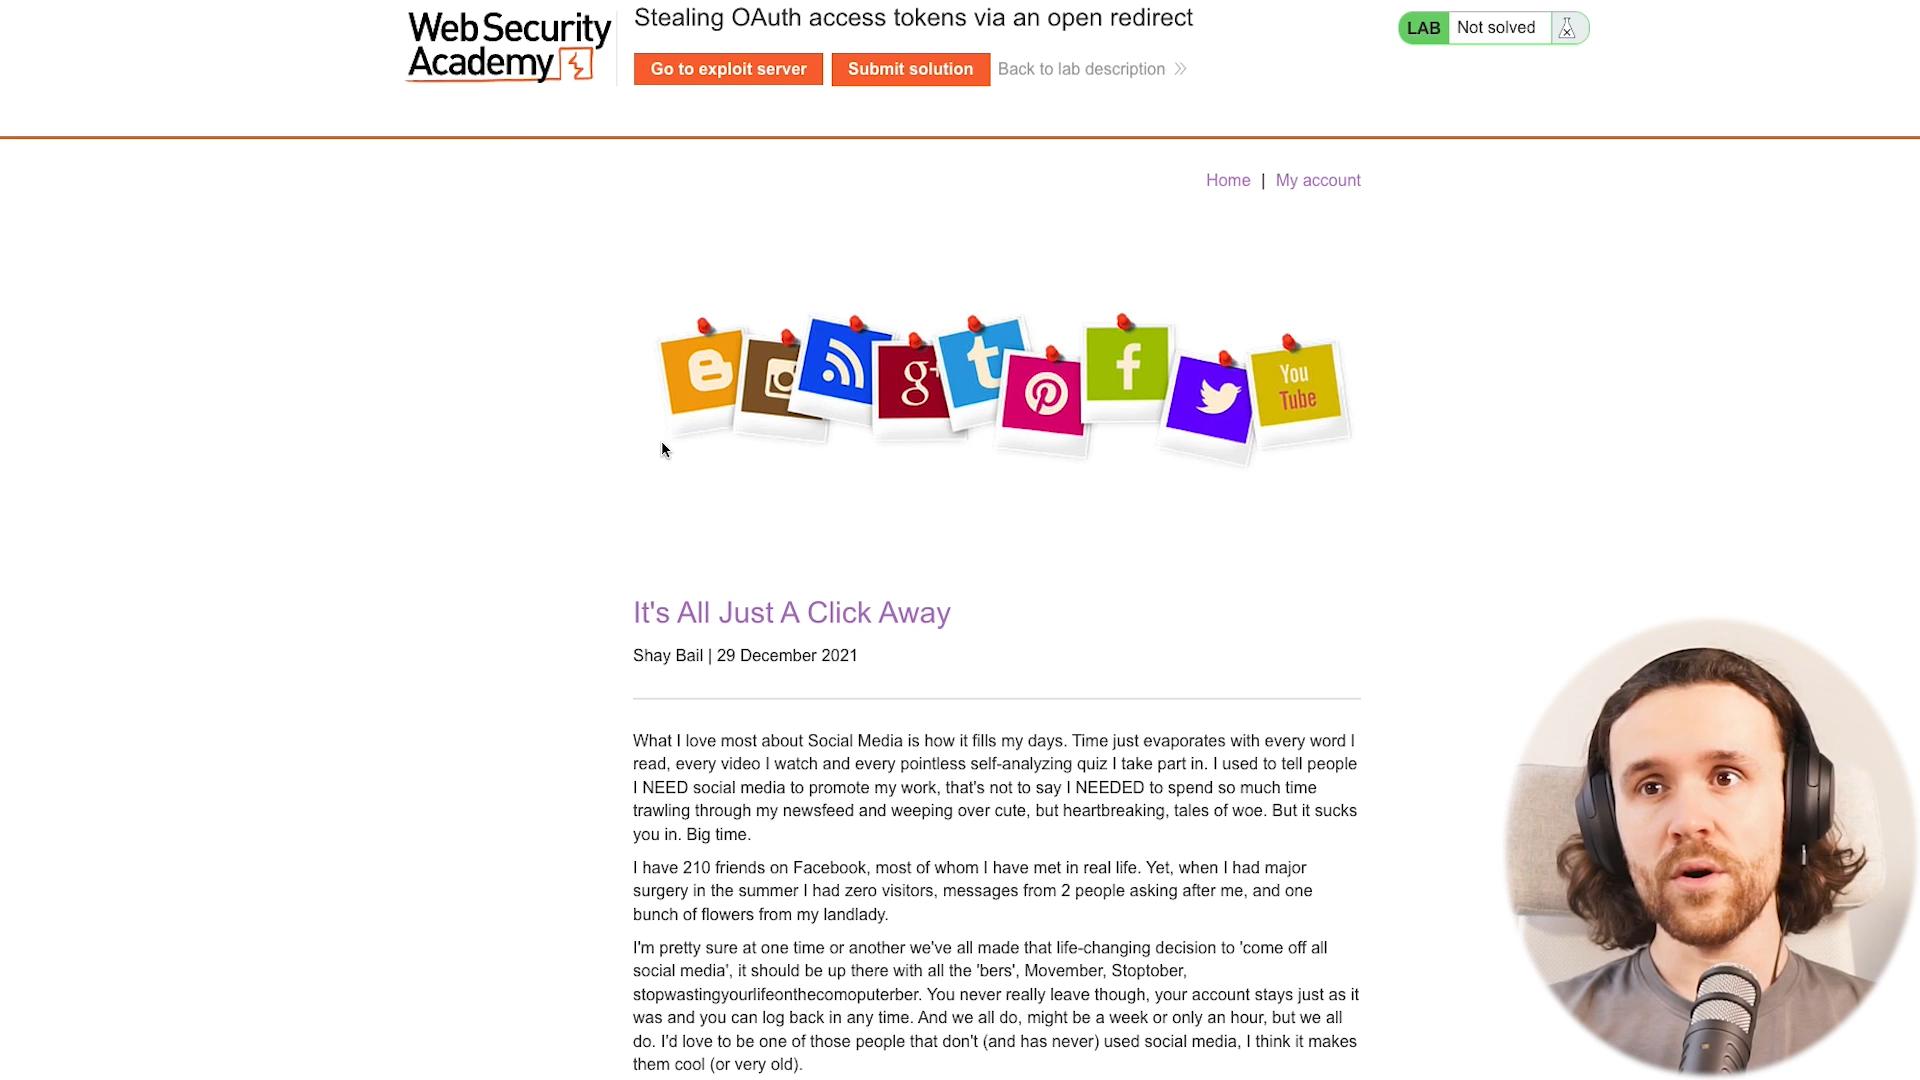 Web Security
Academy
Stealing OAuth access tokens via an open redirect
Go to exploit server
Submit solution
Back to lab description
LAB
Not solved
Home | My account
g+
t
f
You
Tube
It's All Just A Click Away
Shay Bail | 29 December 2021
What I love most about Social Media is how it fills my days. Time just evaporates with every word I
read, every video I watch and every pointless self-analyzing quiz I take part in. I used to tell people
I NEED social media to promote my work, that's not to say I NEEDED to spend so much time
trawling through my newsfeed and weeping over cute, but heartbreaking, tales of woe. But it sucks
you in. Big time.
I have 210 friends on Facebook, most of whom I have met in real life. Yet, when I had major
surgery in the summer I had zero visitors, messages from 2 people asking after me, and one
bunch of flowers from my landlady.
I'm pretty sure at one time or another we've all made that life-changing decision to 'come off all
social media', it should be up there with all the 'bers', Movember, Stoptober,
stopwastingyourlifeonthecomoputerber. You never really leave though, your account stays just as it
was and you can log back in any time. And we all do, might be a week or only an hour, but we all
do. I'd love to be one of those people that don't (and has never) used social media, I think it makes
them cool (or very old).